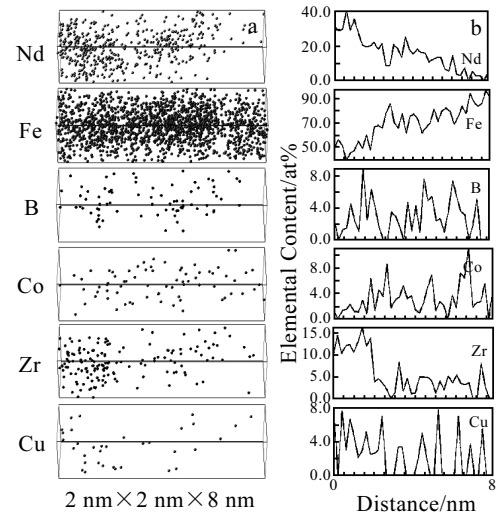 a
b
Nd
Fe
B
Co
Zr
Cu
2 nm×2 nm×8 nm
Elemental Content/at%
40.0
20.0
0.0
Nd
90.0
70.0
50.0
Fe
8.0
4.0
0.0
B
8.0
4.0
0.0
Co
15.0
10.0
5.0
0.0
Zr
8.0
4.0
0.0
Cu
0
8
Distance/nm